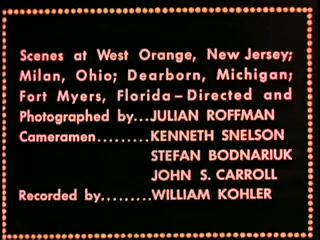 Scenes at West Orange, New Jersey;
Milan, Ohio; Dearborn, Michigan;
Fort Myers, Florida – Directed and
Photographed by...JULIAN ROFFMAN
Cameramen.........KENNETH SNELSON
STEFAN BODNARIUK
JOHN S. CARROLL
Recorded by.........WILLIAM KOHLER